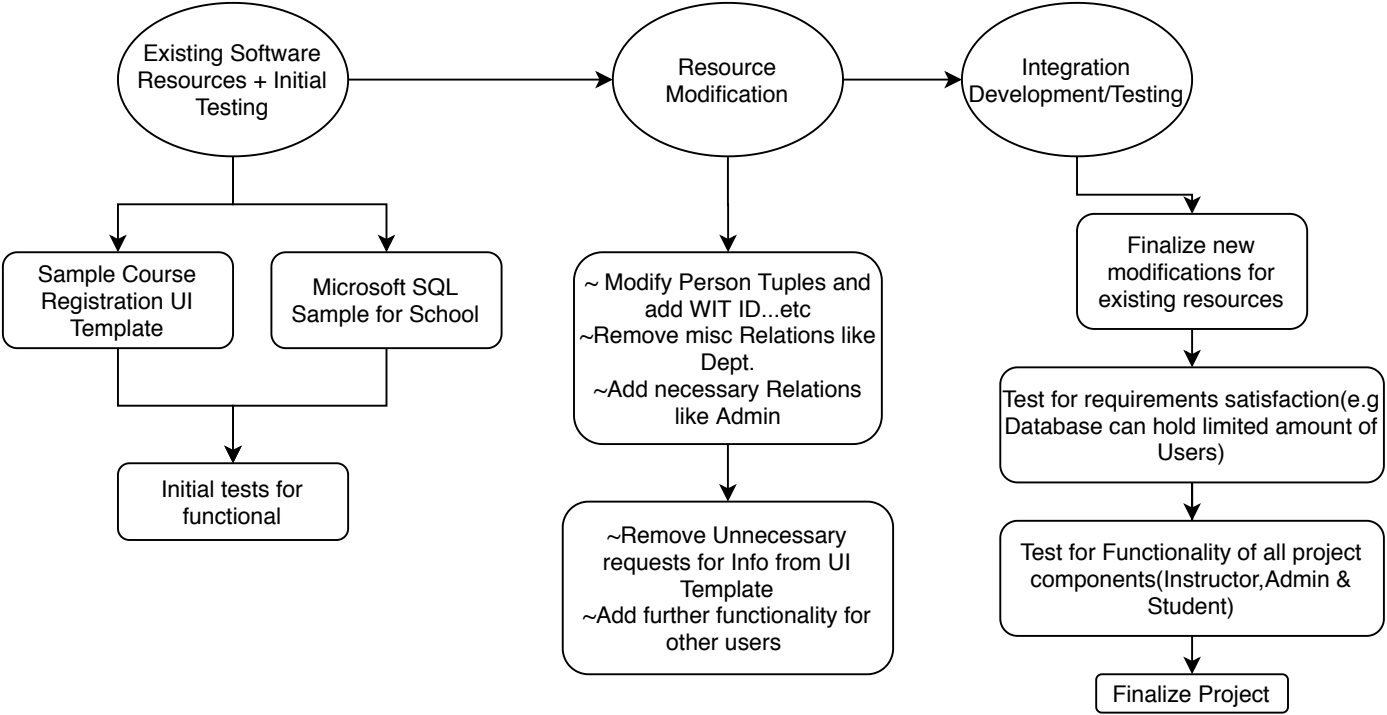 Existing Software
Resources + Initial
Testing
Resource
Modification
Integration
Development/Testing
Sample Course
Registration UI
Template
Microsoft SQL
Sample for School
Initial tests for
functional
~ Modify Person Tuples and
add WIT ID...etc
~Remove misc Relations like
Dept.
~Add necessary Relations
like Admin
~Remove Unnecessary
requests for Info from UI
Template
~Add further functionality for
other users
Finalize new
modifications for
existing resources
Test for requirements satisfaction(e.g
Database can hold limited amount of
Users)
Test for Functionality of all project
components(Instructor,Admin &
Student)
Finalize Project